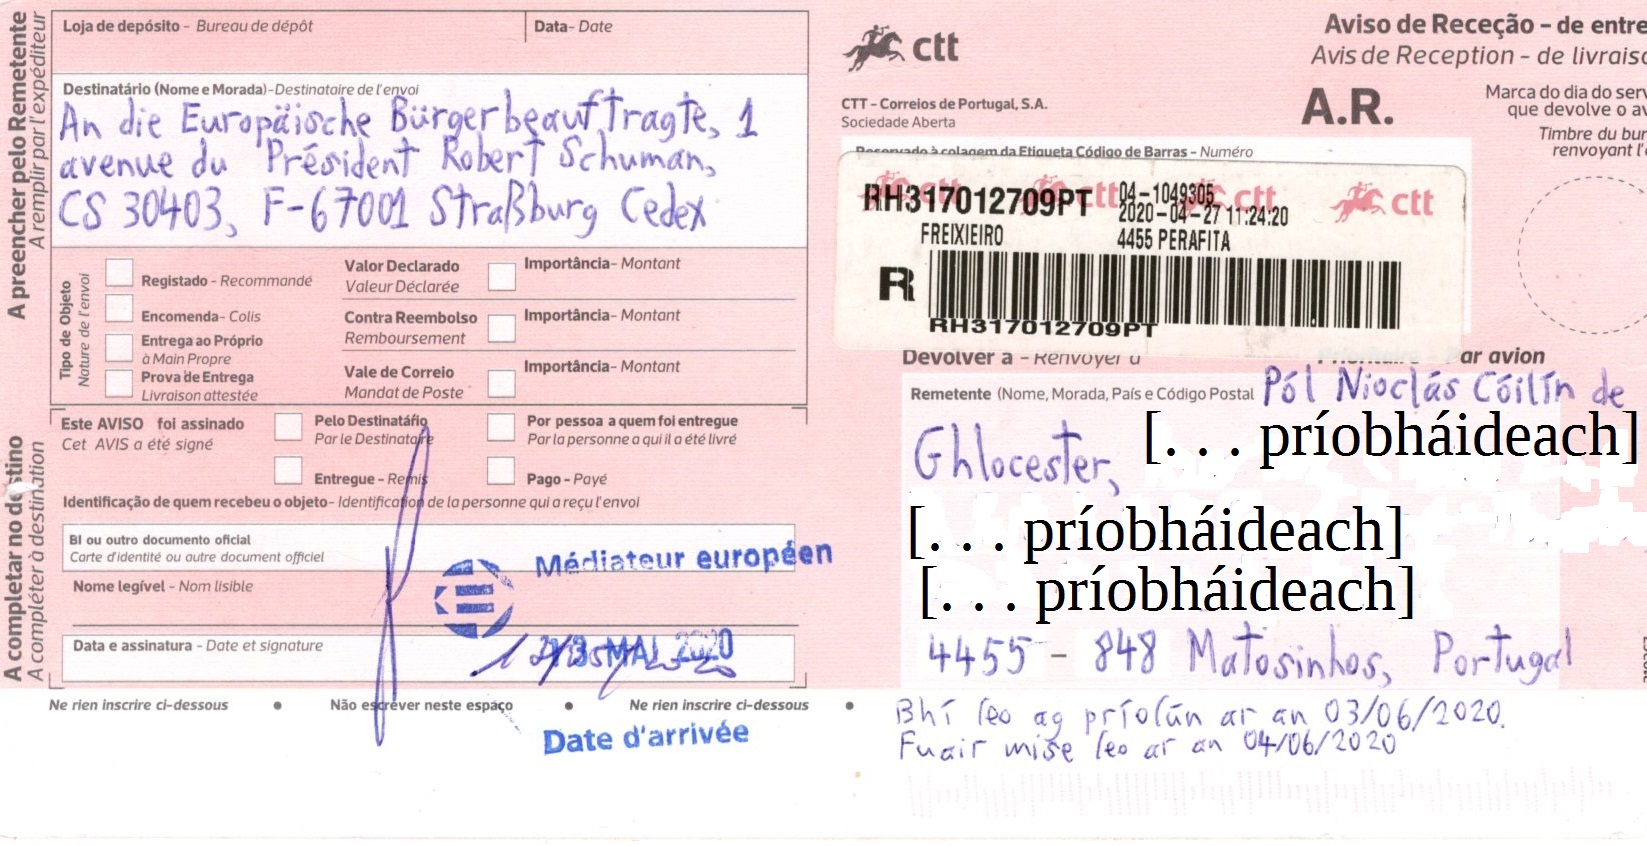 A preencher pelo Remetente
A remplir par l'expéditeur
Loja de depósito - Bureau de dépôt
Data- Date
Destinatário (Nome e Morada)-Destinataire de l'envoi
An die Europäische Bürgerbeauftragte, 1
avenue du Président Robert Schuman,
CS 30403, F-67001 Straßburg Cedex
Tipo de Objeto
Nature de l'envoi
Registado - Recommandé
Encomenda- Colis
Entrega ao Próprio
à Main Propre
Prova de Entrega
Livraison attestée
Valor Declarado
Valeur Déclarée
Importância- Montant
Contra Reembolso
Remboursement
Importância- Montant
Vale de Correio
Mandat de Poste
Importância- Montant
A completar no destino
A compléter à destination
Este AVISO foi assinado
Cet AVIS a été signé
Pelo Destinatário
Par le Destinataire
Por pessoa a quem foi entregue
Par la personne a qui il a été livré
Entregue - Remis
Pago - Payé
Identificação de quem recebeu o objeto- Identification de la personne qui a reçu l'envoi
BI ou outro documento oficial
Carte d'identité ou autre document officiel
Nome legível - Nom lisible
Data e assinatura - Date et signature
Médiateur européen
MAI 2020
Date d'arrivée
Ne rien inscrire ci-dessous
Não escrever neste espaço
Ne rien inscrire ci-dessous
ctt
CTT - Correios de Portugal, S.A.
Sociedade Aberta
Aviso de Receção - de entre
Avis de Reception - de livraiso
A.R.
Marca do dia do serv
que devolve o av
Timbre du bur
renvoyant l'
Reservado à colagem da Etiqueta Código de Barras - Numéro
ctt ctt ctt ctt
RH317012709PT
04-1049306
2020-04-27 11:24:20
FREIXIEIRO
4455 PERAFITA
R
RH317012709PT
Devolver a - Renvoyer à
Prioritaire - Par avion
Remetente (Nome, Morada, País e Código Postal
Pól Nioclás Cóilín de
Ghlocester,
[. . . príobháideach]
[. . . príobháideach]
[. . . príobháideach]
4455 - 848 Matosinhos, Portugal
Bhí leo ag príolún ar an 03/06/2020.
Fuair mise leo ar an 04/06/2020